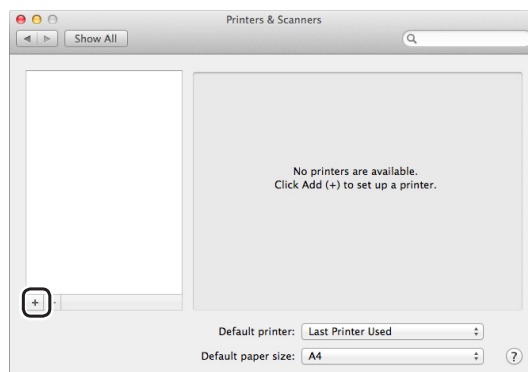 Printers & Scanners
Show All
No printers are available.
Click Add (+) to set up a printer.
+ -
Default printer: Last Printer Used
Default paper size: A4 ?